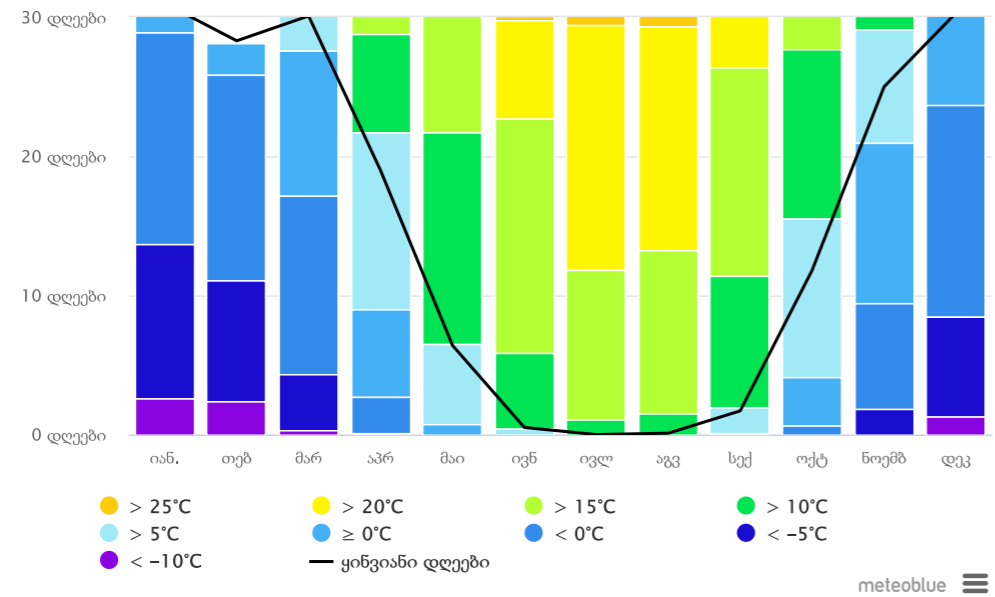 30 დღეები
20 დღეები
10 დღეები
0 დღეები
იან. თებ მარ აპრ მაი ივნ ივლ აგვ სექ ოქტ ნოემბ დეკ
> 25°C > 20°C > 15°C > 10°C
> 5°C ≥ 0°C < 0°C < −5°C
< −10°C ყინვიანი დღეები
meteoblue